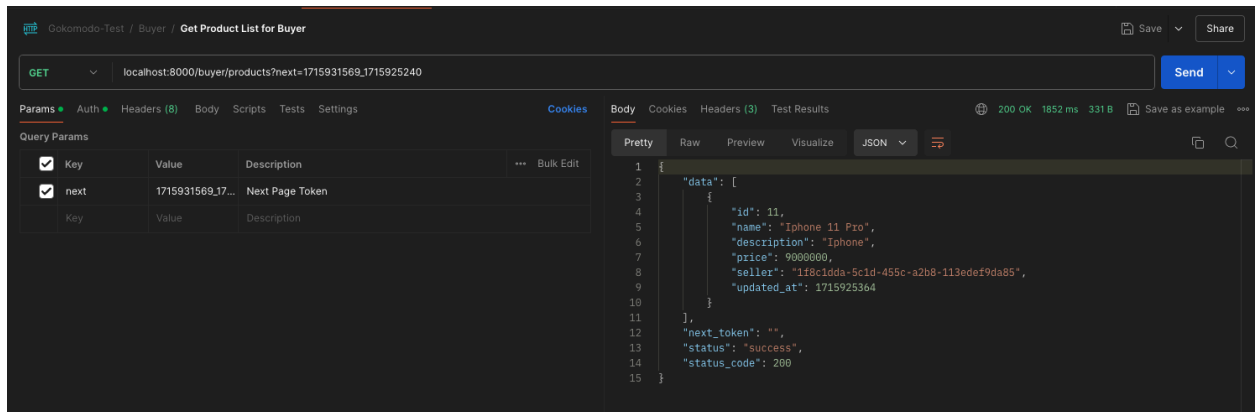 HTTP Gokomodo-Test / Buyer / Get Product List for Buyer
Save
Share
GET
localhost:8000/buyer/products?next=1715931569_1715925240
Send
Params Auth Headers (8) Body Scripts Tests Settings
Cookies
Query Params
Key Value Description ••• Bulk Edit
next 1715931569_17... Next Page Token
Key Value Description
Body Cookies Headers (3) Test Results
200 OK 1852 ms 331 B Save as example •••
Pretty Raw Preview Visualize JSON
1 {
2 "data": [
3 {
4 "id": 11,
5 "name": "Iphone 11 Pro",
6 "description": "Iphone",
7 "price": 9000000,
8 "seller": "1f8c1dda-5c1d-455c-a2b8-113edef9da85",
9 "updated_at": 1715925364
10 }
11 ],
12 "next_token": "",
13 "status": "success",
14 "status_code": 200
15 }